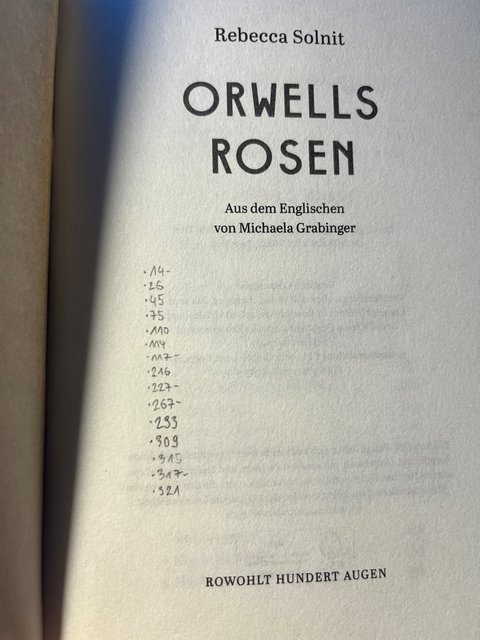 Rebecca Solnit
ORWELLS
ROSEN
Aus dem Englischen
von Michaela Grabinger
· 14-
· 26
· 45
· 75
· 110
· 114
· 117-
· 216
· 227-
· 267-
· 293
· 309
· 315
· 317-
· 321
ROWOHLT HUNDERT AUGEN